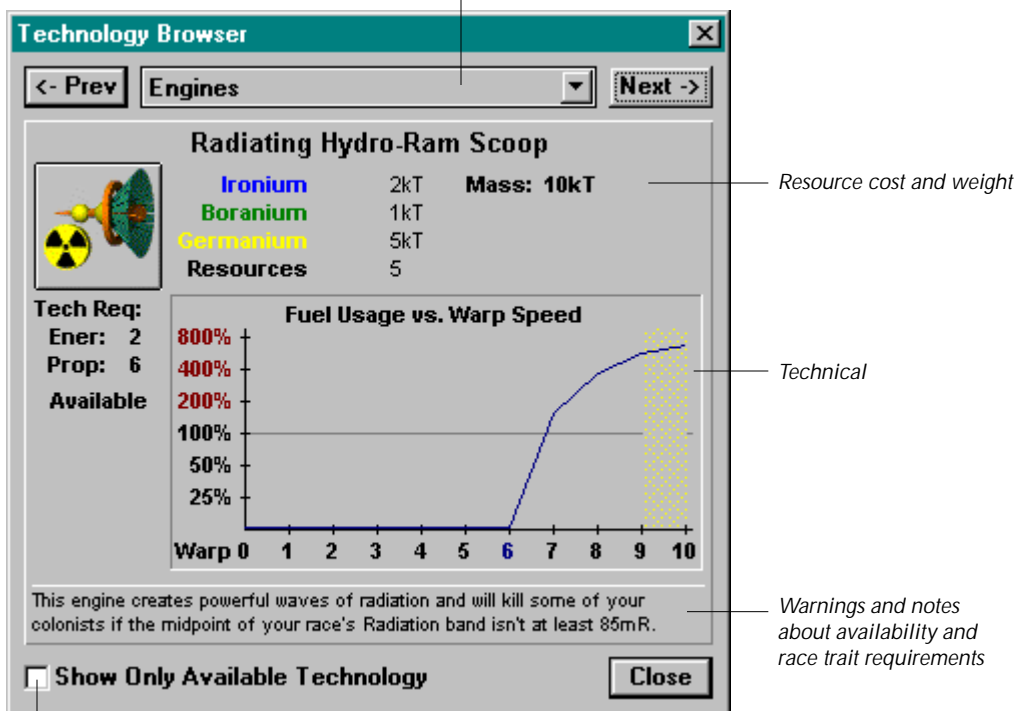 Technology Browser
<- Prev
Engines
Next ->
Radiating Hydro-Ram Scoop
Ironium 2kT Mass: 10kT
Boranium 1kT
Germanium 5kT
Resources 5
Resource cost and weight
Tech Req:
Ener: 2
Prop: 6
Available
Fuel Usage vs. Warp Speed
800%
400%
200%
100%
50%
25%
Warp 0 1 2 3 4 5 6 7 8 9 10
Technical
This engine creates powerful waves of radiation and will kill some of your
colonists if the midpoint of your race's Radiation band isn't at least 85mR.
Warnings and notes
about availability and
race trait requirements
Show Only Available Technology
Close